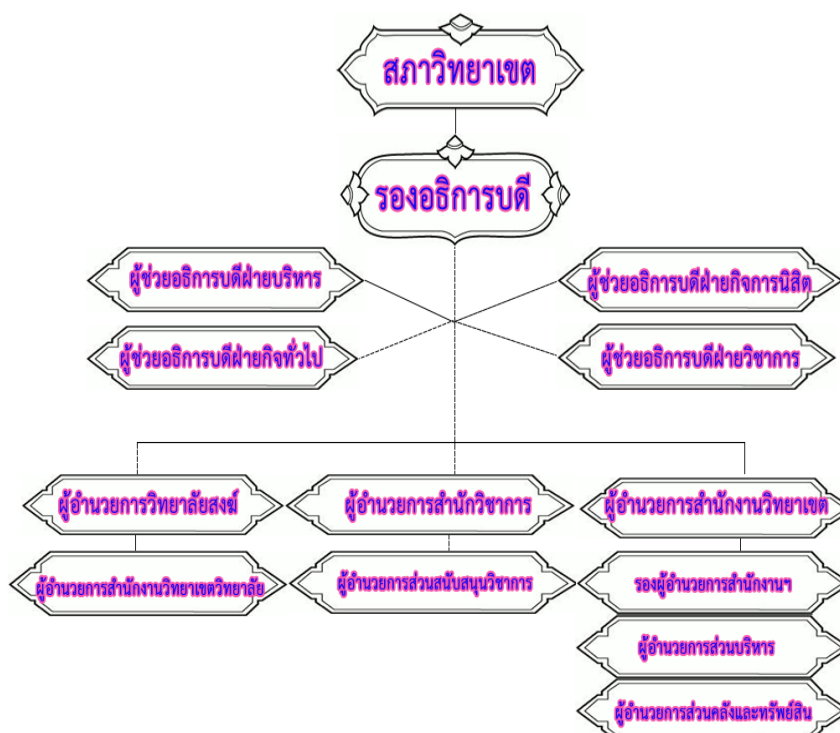 สภาวิทยาเขต
รองอธิการบดี
ผู้ช่วยอธิการบดีฝ่ายบริหาร
ผู้ช่วยอธิการบดีฝ่ายกิจการนิสิต
ผู้ช่วยอธิการบดีฝ่ายกิจทั่วไป
ผู้ช่วยอธิการบดีฝ่ายวิชาการ
ผู้อำนวยการวิทยาลัยสงฆ์
ผู้อำนวยการสำนักวิชาการ
ผู้อำนวยการสำนักงานวิทยาเขต
ผู้อำนวยการสำนักงานวิทยาเขตวิทยาลัย
ผู้อำนวยการส่วนสนับสนุนวิชาการ
รองผู้อำนวยการสำนักงานฯ
ผู้อำนวยการส่วนบริหาร
ผู้อำนวยการส่วนคลังและทรัพย์สิน